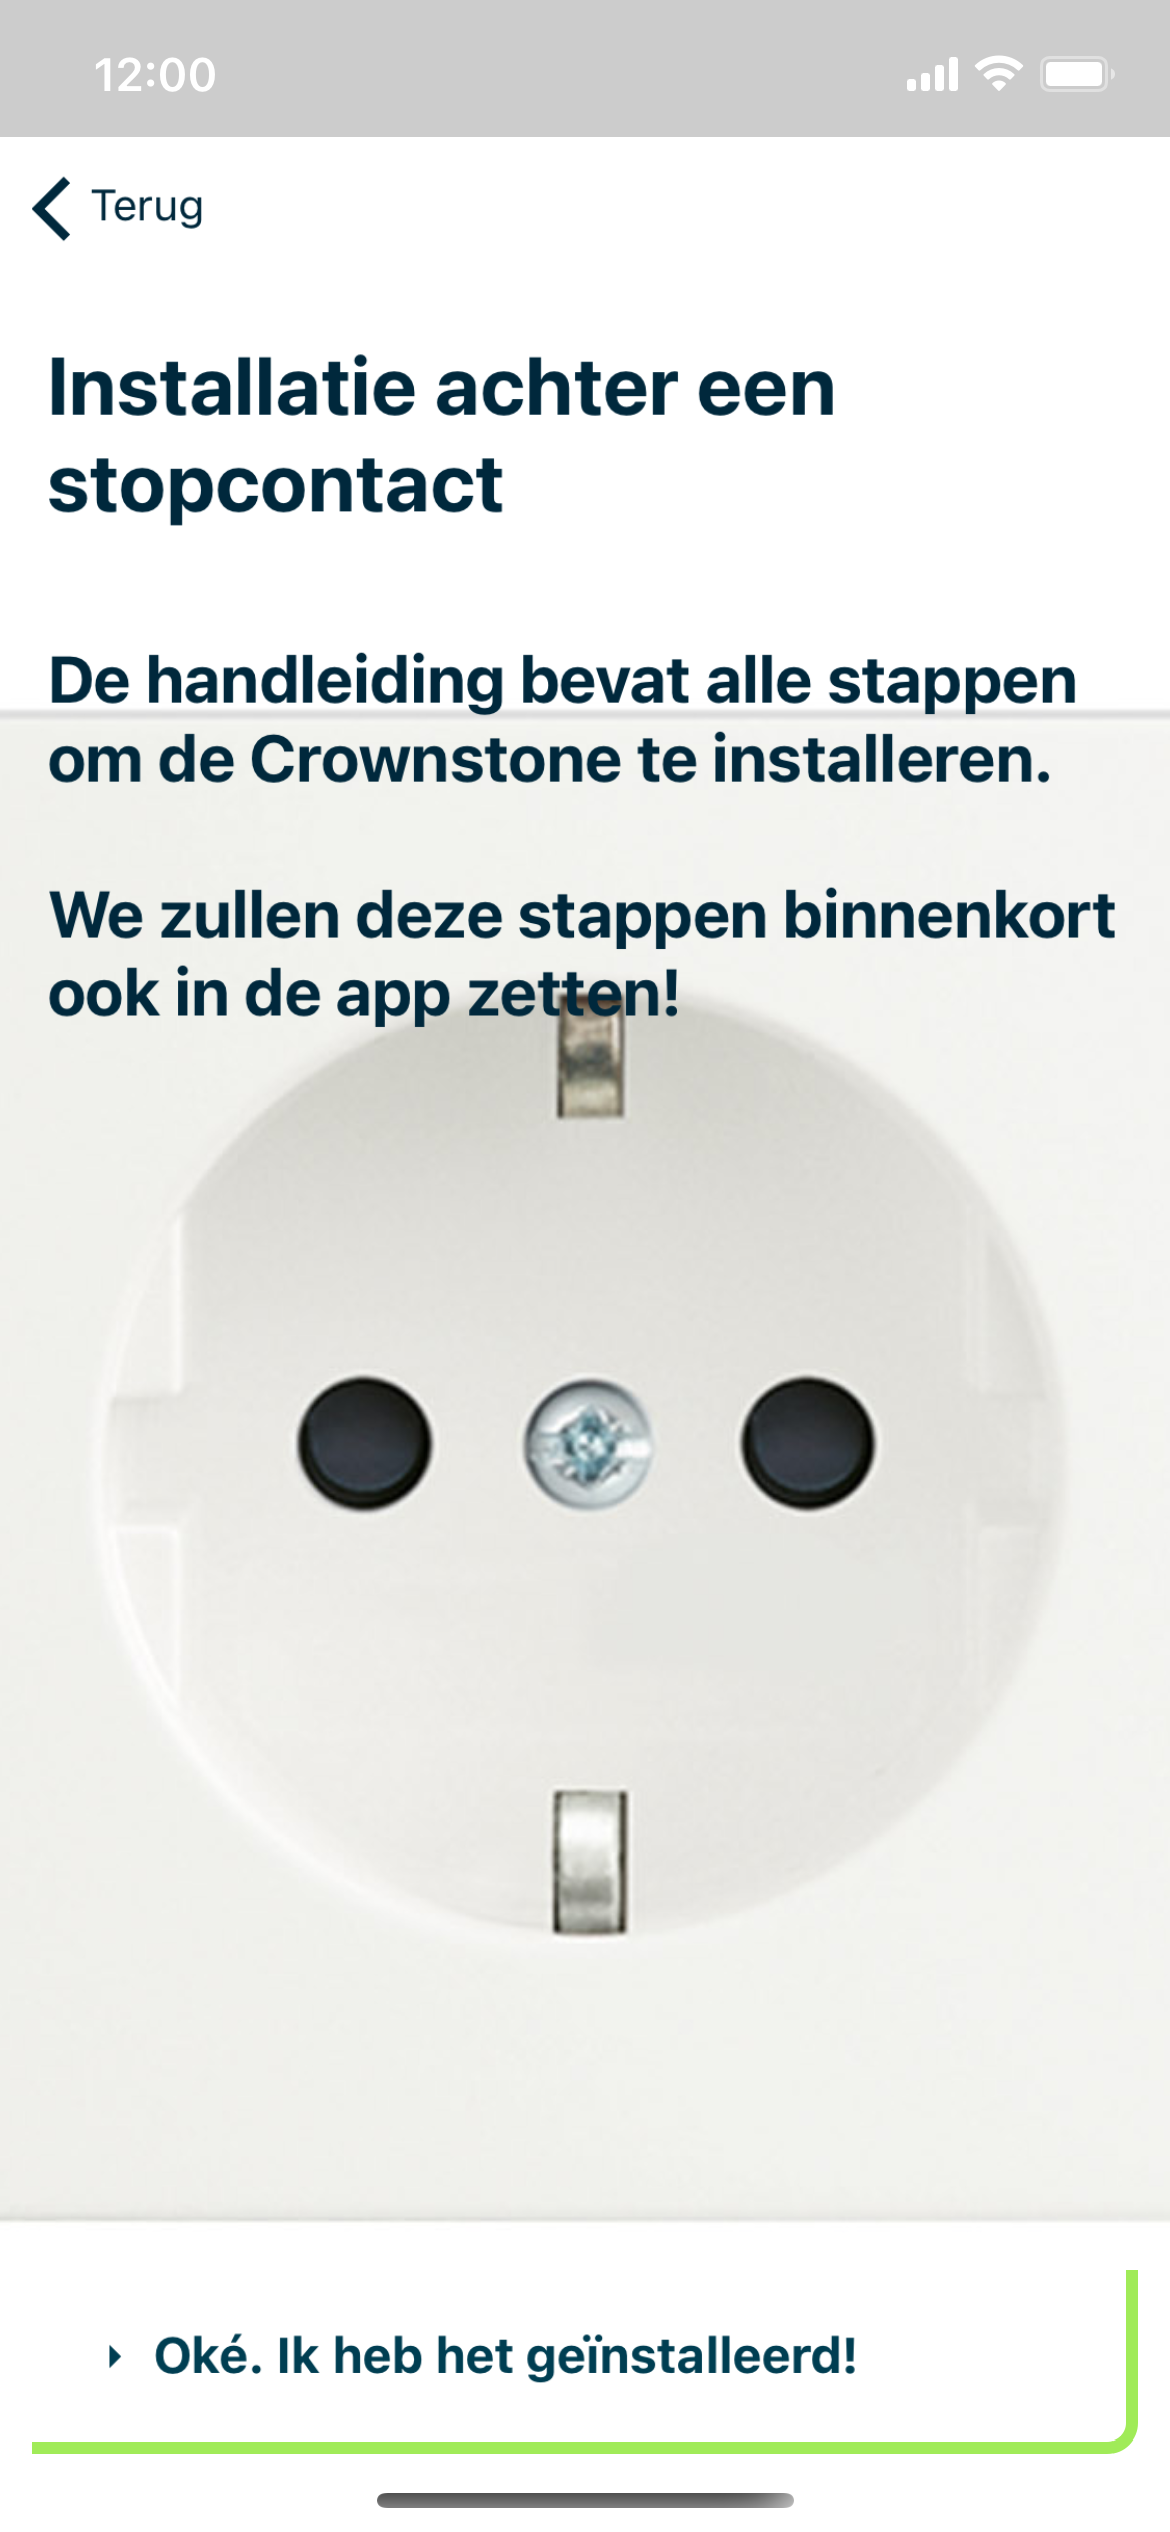 12:00
Terug
Installatie achter een
stopcontact
De handleiding bevat alle stappen
om de Crownstone te installeren.
We zullen deze stappen binnenkort
ook in de app zetten!
Oké. Ik heb het geïnstalleerd!